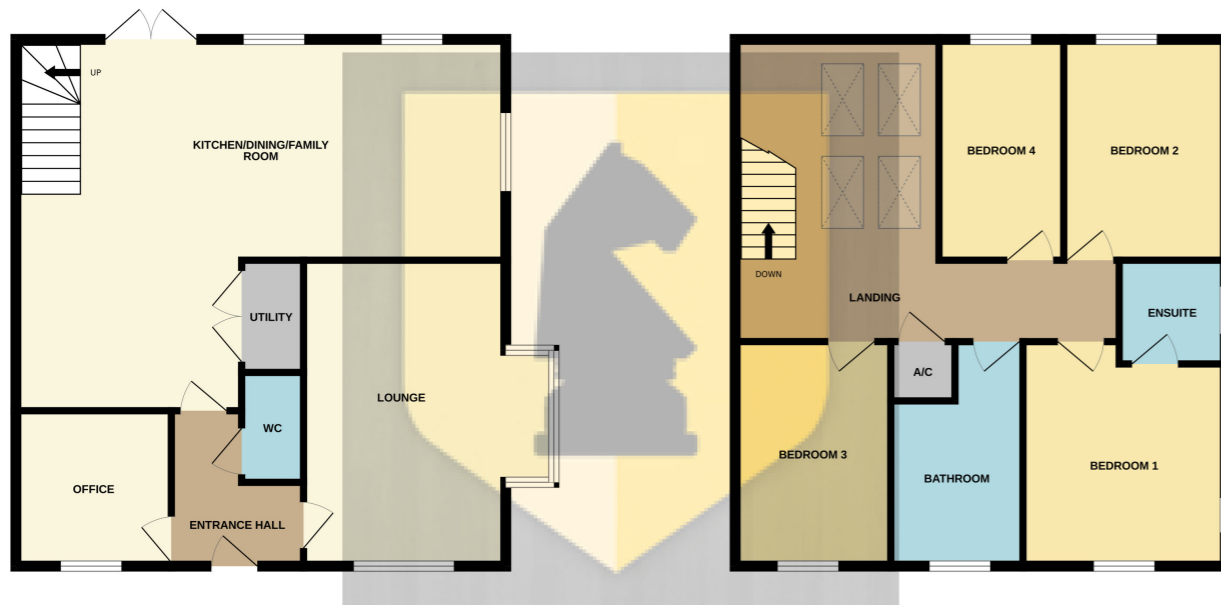 UP
KITCHEN/DINING/FAMILY
ROOM
UTILITY
WC
LOUNGE
OFFICE
ENTRANCE HALL
BEDROOM 4
BEDROOM 2
DOWN
LANDING
ENSUITE
A/C
BEDROOM 3
BATHROOM
BEDROOM 1